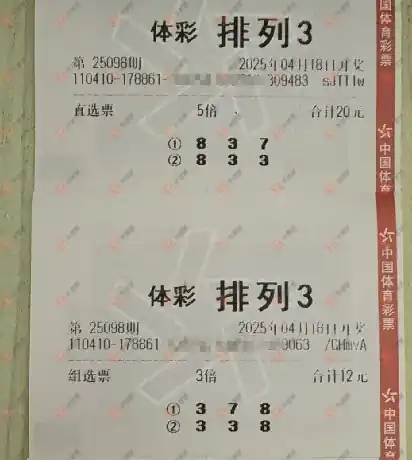 体彩 排列3
第 25098期 2025年04月18日开奖
110410-178861- 309483 sJTT1w
直选票 5倍 合计20元
① 8 3 7
② 8 3 3
体彩 排列3
第 25098期 2025年04月18日开奖
110410-178861 9063
组选票 3倍 合计12元
① 3 7 8
② 3 3 8
国体育彩票
中国体育
中国体育彩票
中国体育